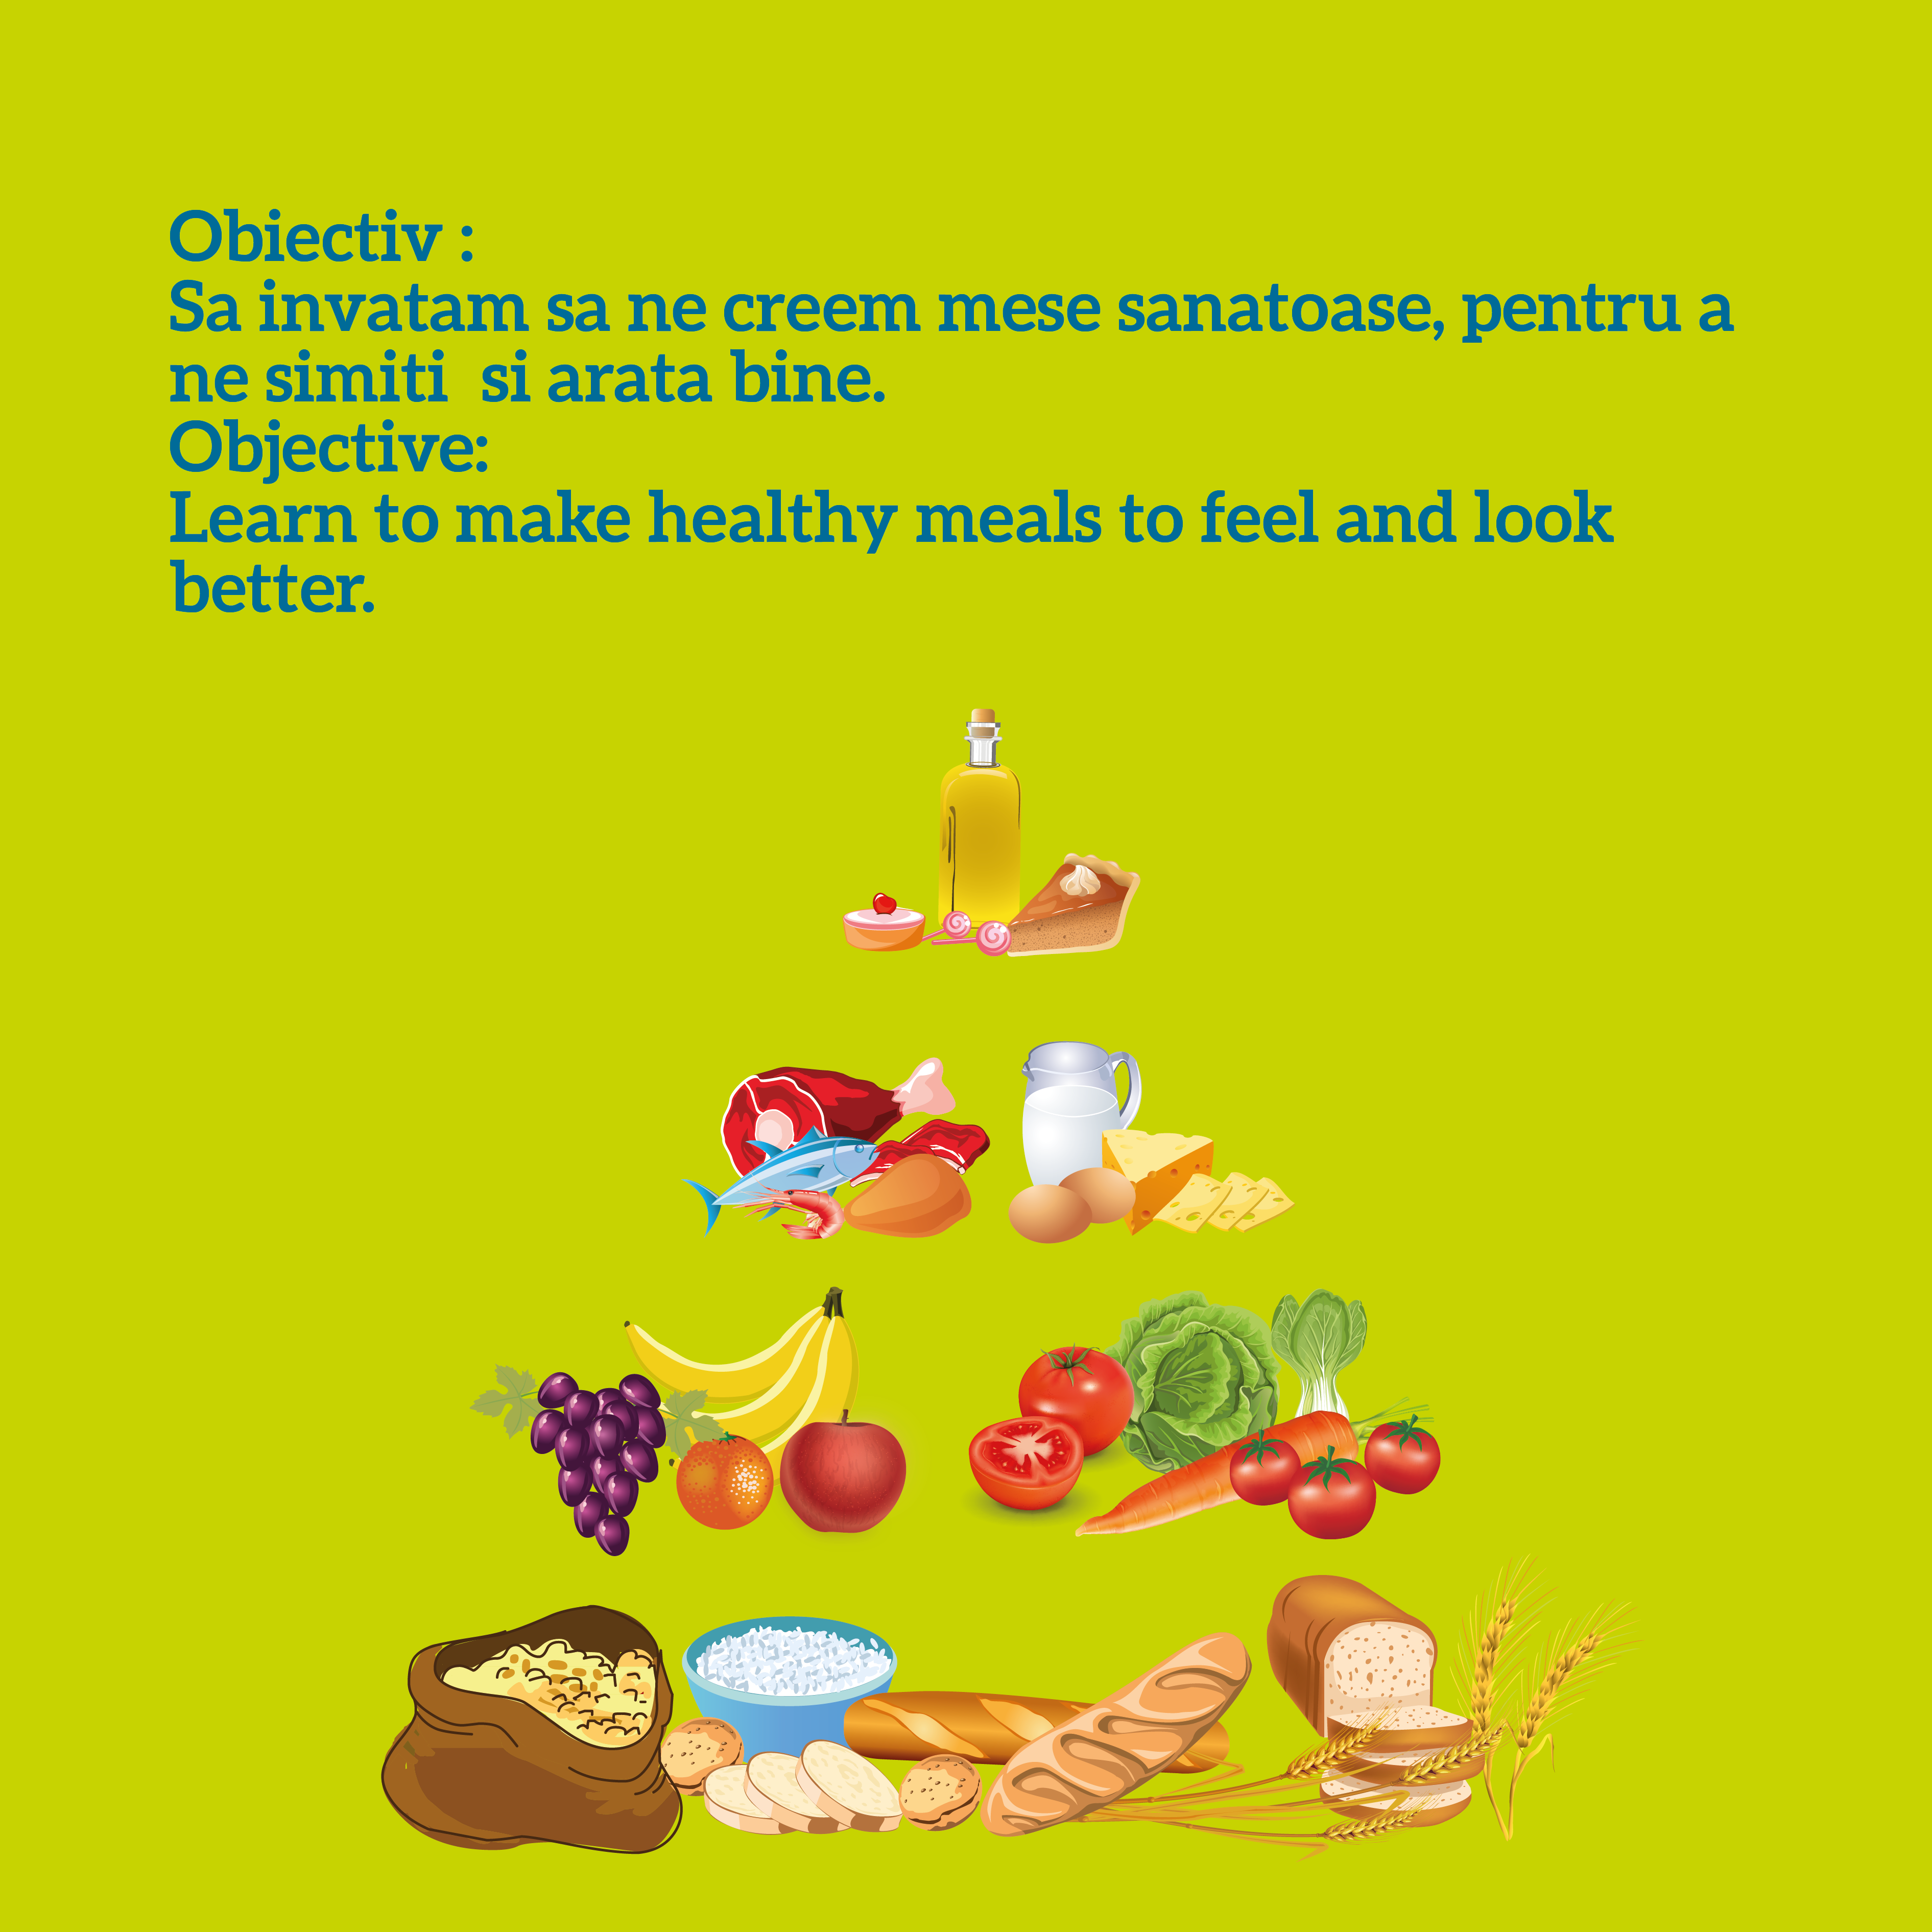 Obiectiv :
Sa invatam sa ne creem mese sanatoase, pentru a
ne simiti  si arata bine.
Objective:
Learn to make healthy meals to feel and look
better.